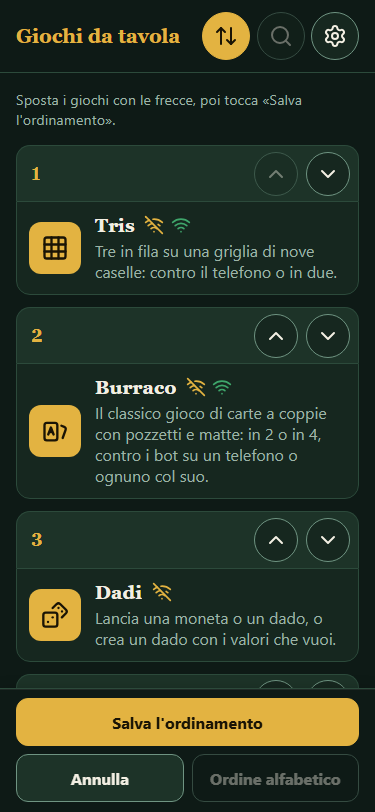 Giochi da tavola
Sposta i giochi con le frecce, poi tocca «Salva
l'ordinamento».
1
Tris
Tre in fila su una griglia di nove
caselle: contro il telefono o in due.
2
Burraco
Il classico gioco di carte a coppie
con pozzetti e matte: in 2 o in 4,
contro i bot su un telefono o
ognuno col suo.
3
Dadi
Lancia una moneta o un dado, o
crea un dado con i valori che vuoi.
Salva l'ordinamento
Annulla
Ordine alfabetico